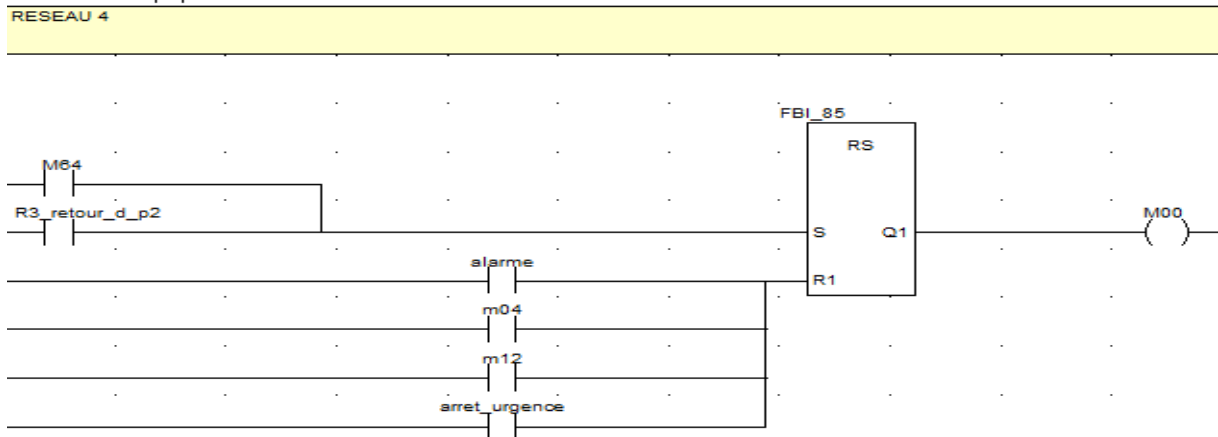 RESEAU 4
FBI_85
RS
M64
R3_retour_d_p2
M00
S
Q1
alarme
R1
m04
m12
arret_urgence